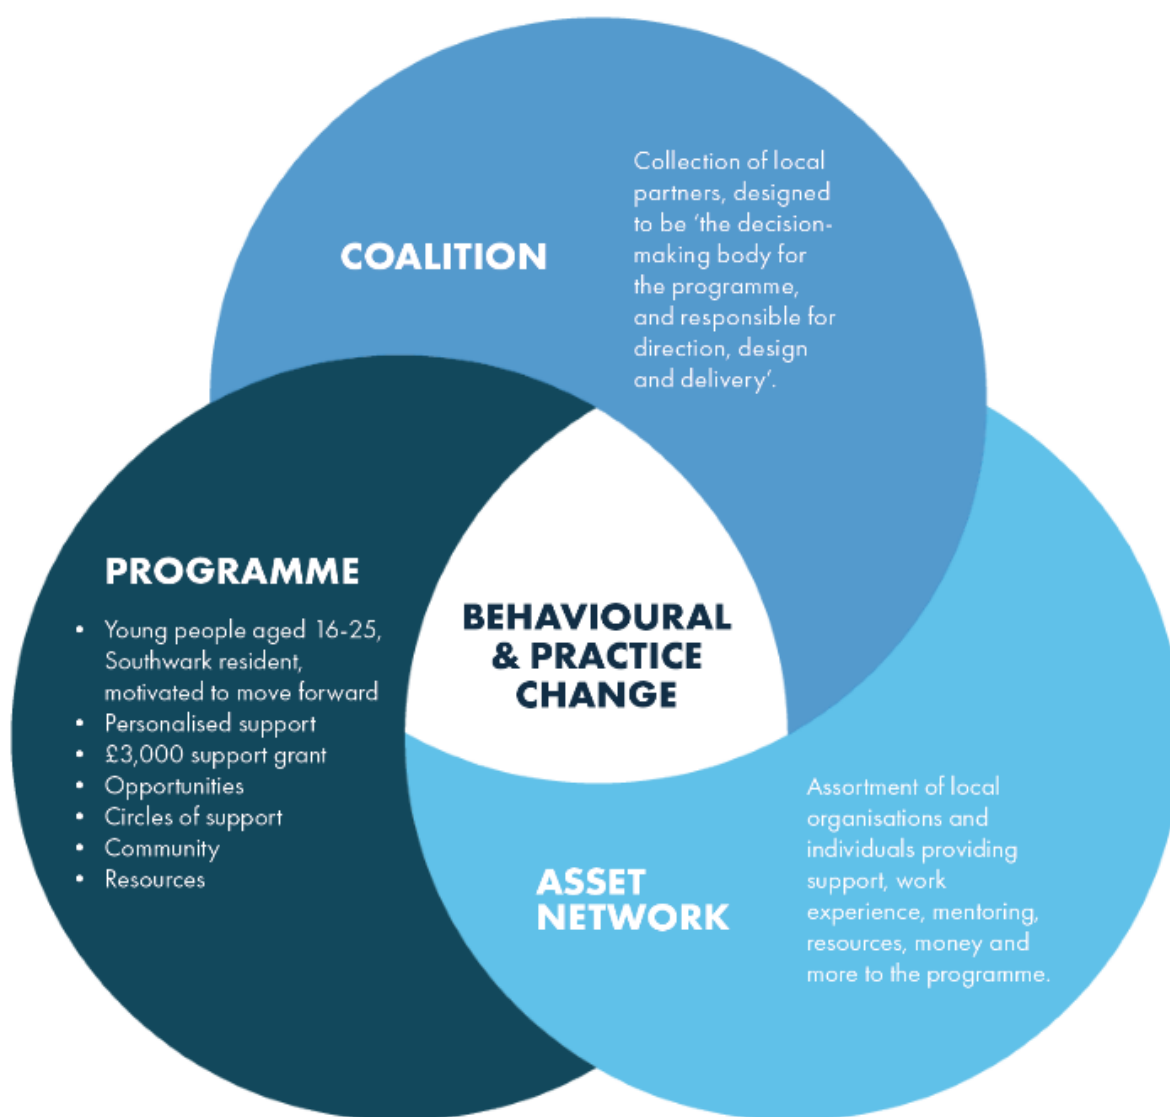 COALITION
Collection of local
partners, designed
to be ‘the decision-
making body for
the programme,
and responsible for
direction, design
and delivery’.
PROGRAMME
• Young people aged 16-25,
Southwark resident,
motivated to move forward
• Personalised support
• £3,000 support grant
• Opportunities
• Circles of support
• Community
• Resources
BEHAVIOURAL
& PRACTICE
CHANGE
ASSET
NETWORK
Assortment of local
organisations and
individuals providing
support, work
experience, mentoring,
resources, money and
more to the programme.